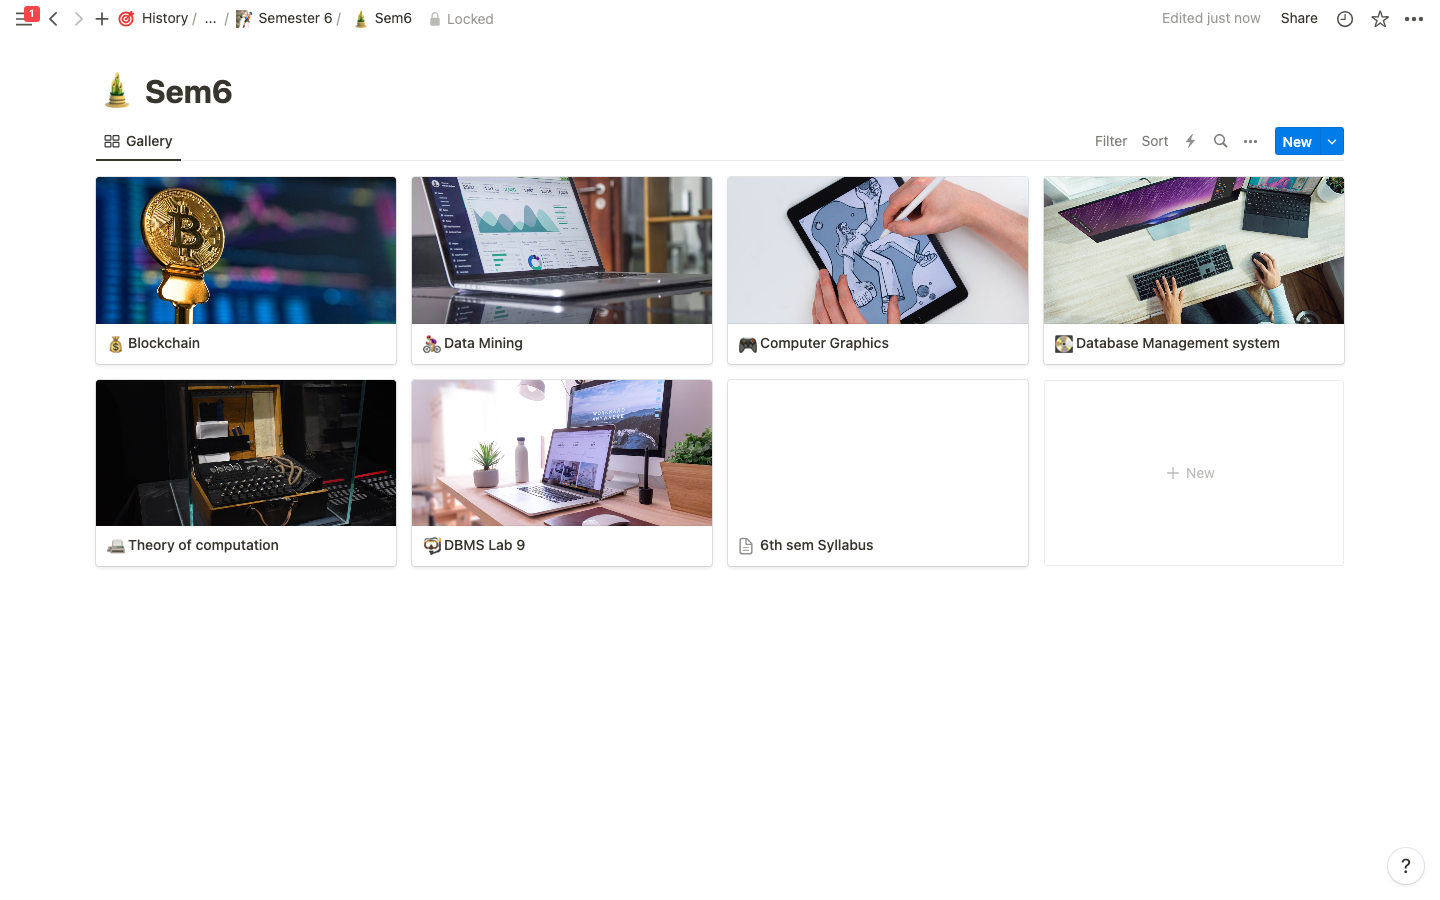 1
History / ... / Semester 6 / Sem6 Locked
Edited just now Share
Sem6
Gallery
Filter Sort New
Blockchain
Data Mining
Computer Graphics
Database Management system
Theory of computation
DBMS Lab 9
6th sem Syllabus
New
?